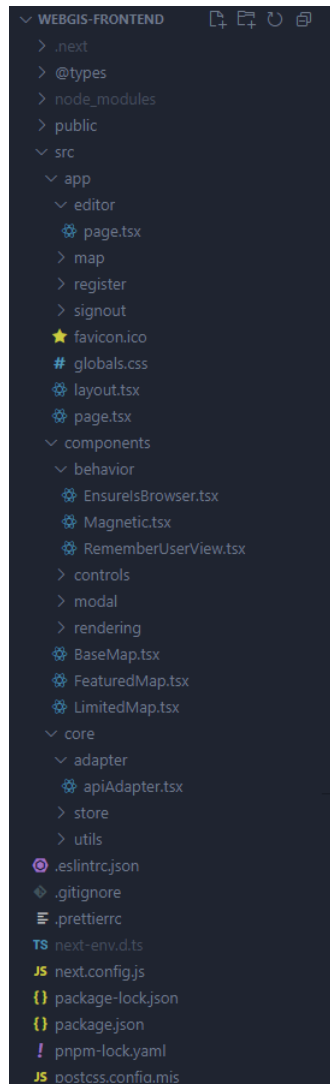 WEBGIS-FRONTEND
.next
@types
node_modules
public
src
app
editor
page.tsx
map
register
signout
favicon.ico
# globals.css
layout.tsx
page.tsx
components
behavior
EnsureIsBrowser.tsx
Magnetic.tsx
RememberUserView.tsx
controls
modal
rendering
BaseMap.tsx
FeaturedMap.tsx
LimitedMap.tsx
core
adapter
apiAdapter.tsx
store
utils
.eslintrc.json
.gitignore
.prettierrc
TS next-env.d.ts
JS next.config.js
{} package-lock.json
{} package.json
! pnpm-lock.yaml
JS postcss.config.mjs